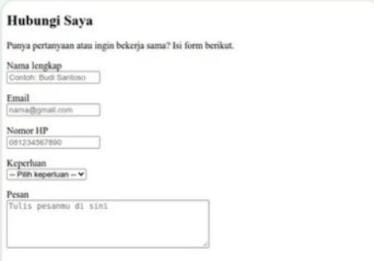 Hubungi Saya
Punya pertanyaan atau ingin bekerja sama? Isi form berikut.
Nama lengkap
Contoh: Budi Santoso
Email
nama@gmail.com
Nomor HP
081234567890
Keperluan
-- Pilih keperluan --
Pesan
Tulis pesanmu di sini